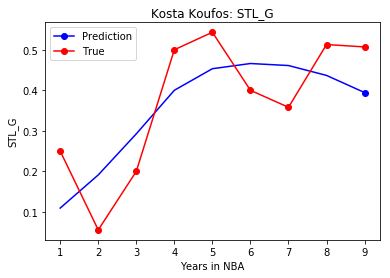 Kosta Koufos: STL_G
Prediction
True
STL_G
0.5
0.4
0.3
0.2
0.1
1 2 3 4 5 6 7 8 9
Years in NBA